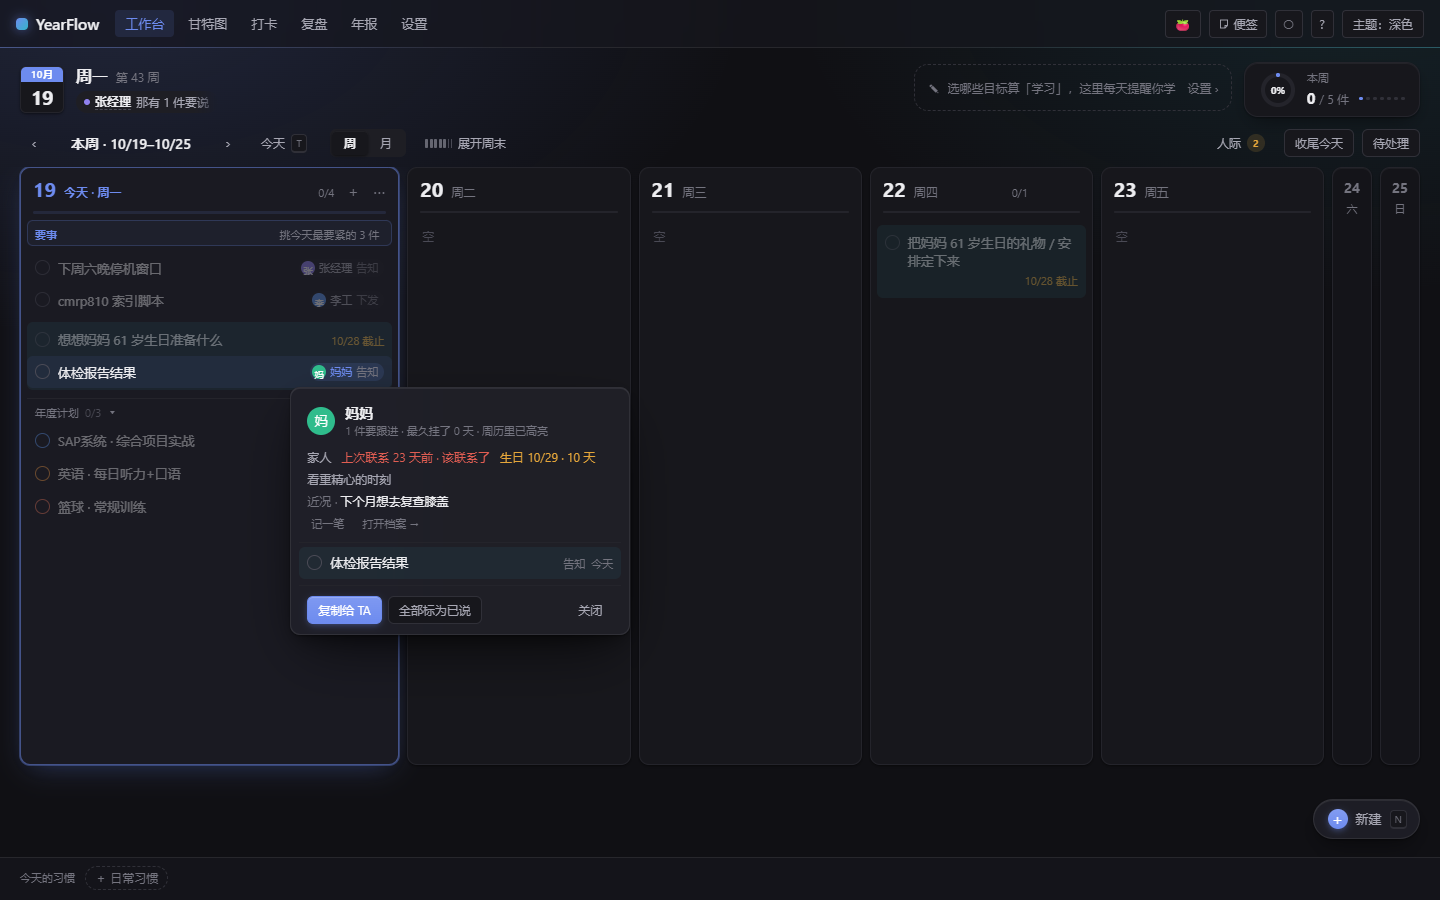 YearFlow 工作台 甘特图 打卡 复盘 年报 设置 便签 ? 主题：深色
10月
19
周一 第 43 周
张经理 那有 1 件要说
选哪些目标算「学习」，这里每天提醒你学 设置 ›
0%
本周
0 / 5 件
‹ 本周 · 10/19–10/25 › 今天 T 周 月 展开周末 人际 2 收尾今天 待处理
19 今天 · 周一 0/4 + ···
要事 挑今天最要紧的 3 件
下周六晚停机窗口 张经理 告知
cmrp810 索引脚本 李工 下发
想想妈妈 61 岁生日准备什么 10/28 截止
体检报告结果 妈 妈妈 告知
年度计划 0/3
SAP系统 · 综合项目实战
英语 · 每日听力+口语
篮球 · 常规训练
20 周二
空
21 周三
空
22 周四 0/1
把妈妈 61 岁生日的礼物 / 安
排定下来
10/28 截止
23 周五
空
24
六
25
日
妈
妈妈
1 件要跟进 · 最久挂了 0 天 · 周历里已高亮
家人 上次联系 23 天前 · 该联系了 生日 10/29 · 10 天
看重精心的时刻
近况 · 下个月想去复查膝盖
记一笔 打开档案 →
体检报告结果 告知 今天
复制给 TA 全部标为已说 关闭
+ 新建 N
今天的习惯 + 日常习惯